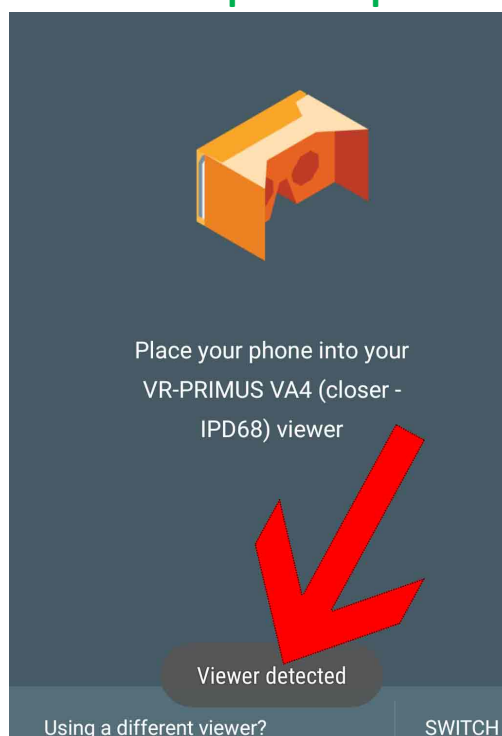 Place your phone into your
VR-PRIMUS VA4 (closer -
IPD68) viewer
Viewer detected
Using a different viewer?
SWITCH